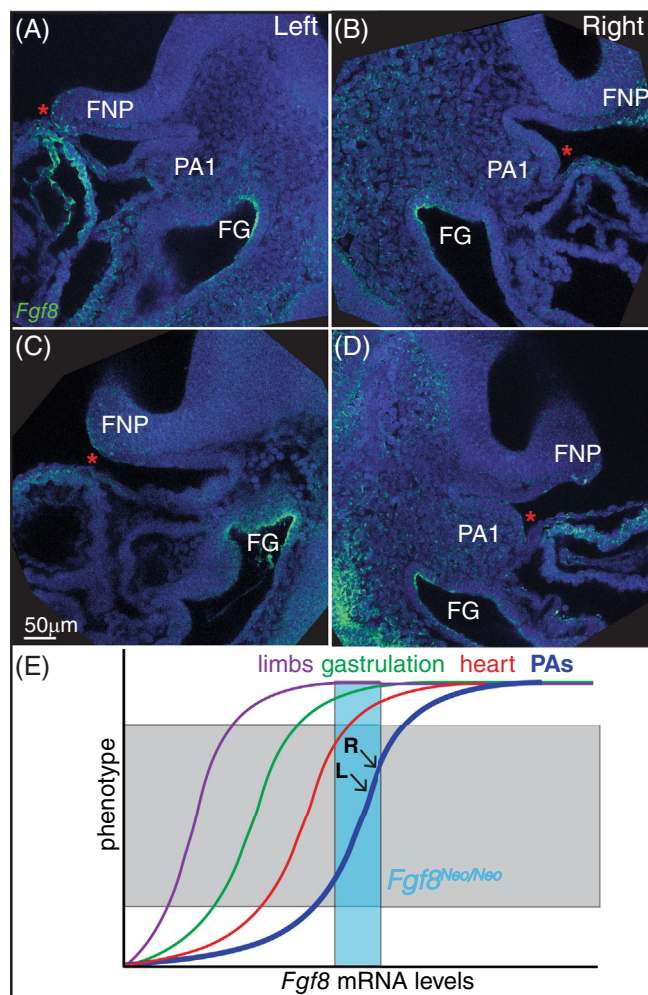 (A) Left
FNP
*
PA1
FG
Fgf8
(B) Right
FNP
*
PA1
FG
(C)
FNP
*
FG
50μm
(D)
FNP
*
PA1
FG
(E) limbs gastrulation heart PAs
R
L
phenotype
Fgf8Neo/Neo
Fgf8 mRNA levels